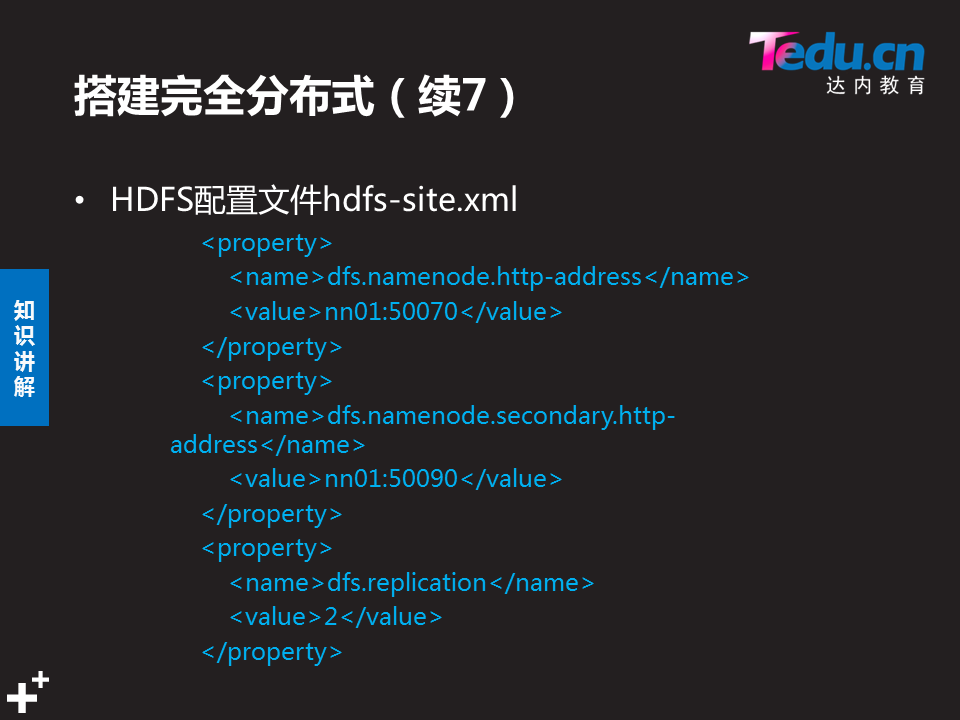 Tedu.cn
达内教育
搭建完全分布式（续7）
• HDFS配置文件hdfs-site.xml
<property>
<name>dfs.namenode.http-address</name>
<value>nn01:50070</value>
</property>
<property>
<name>dfs.namenode.secondary.http-
address</name>
<value>nn01:50090</value>
</property>
<property>
<name>dfs.replication</name>
<value>2</value>
</property>
知
识
讲
解